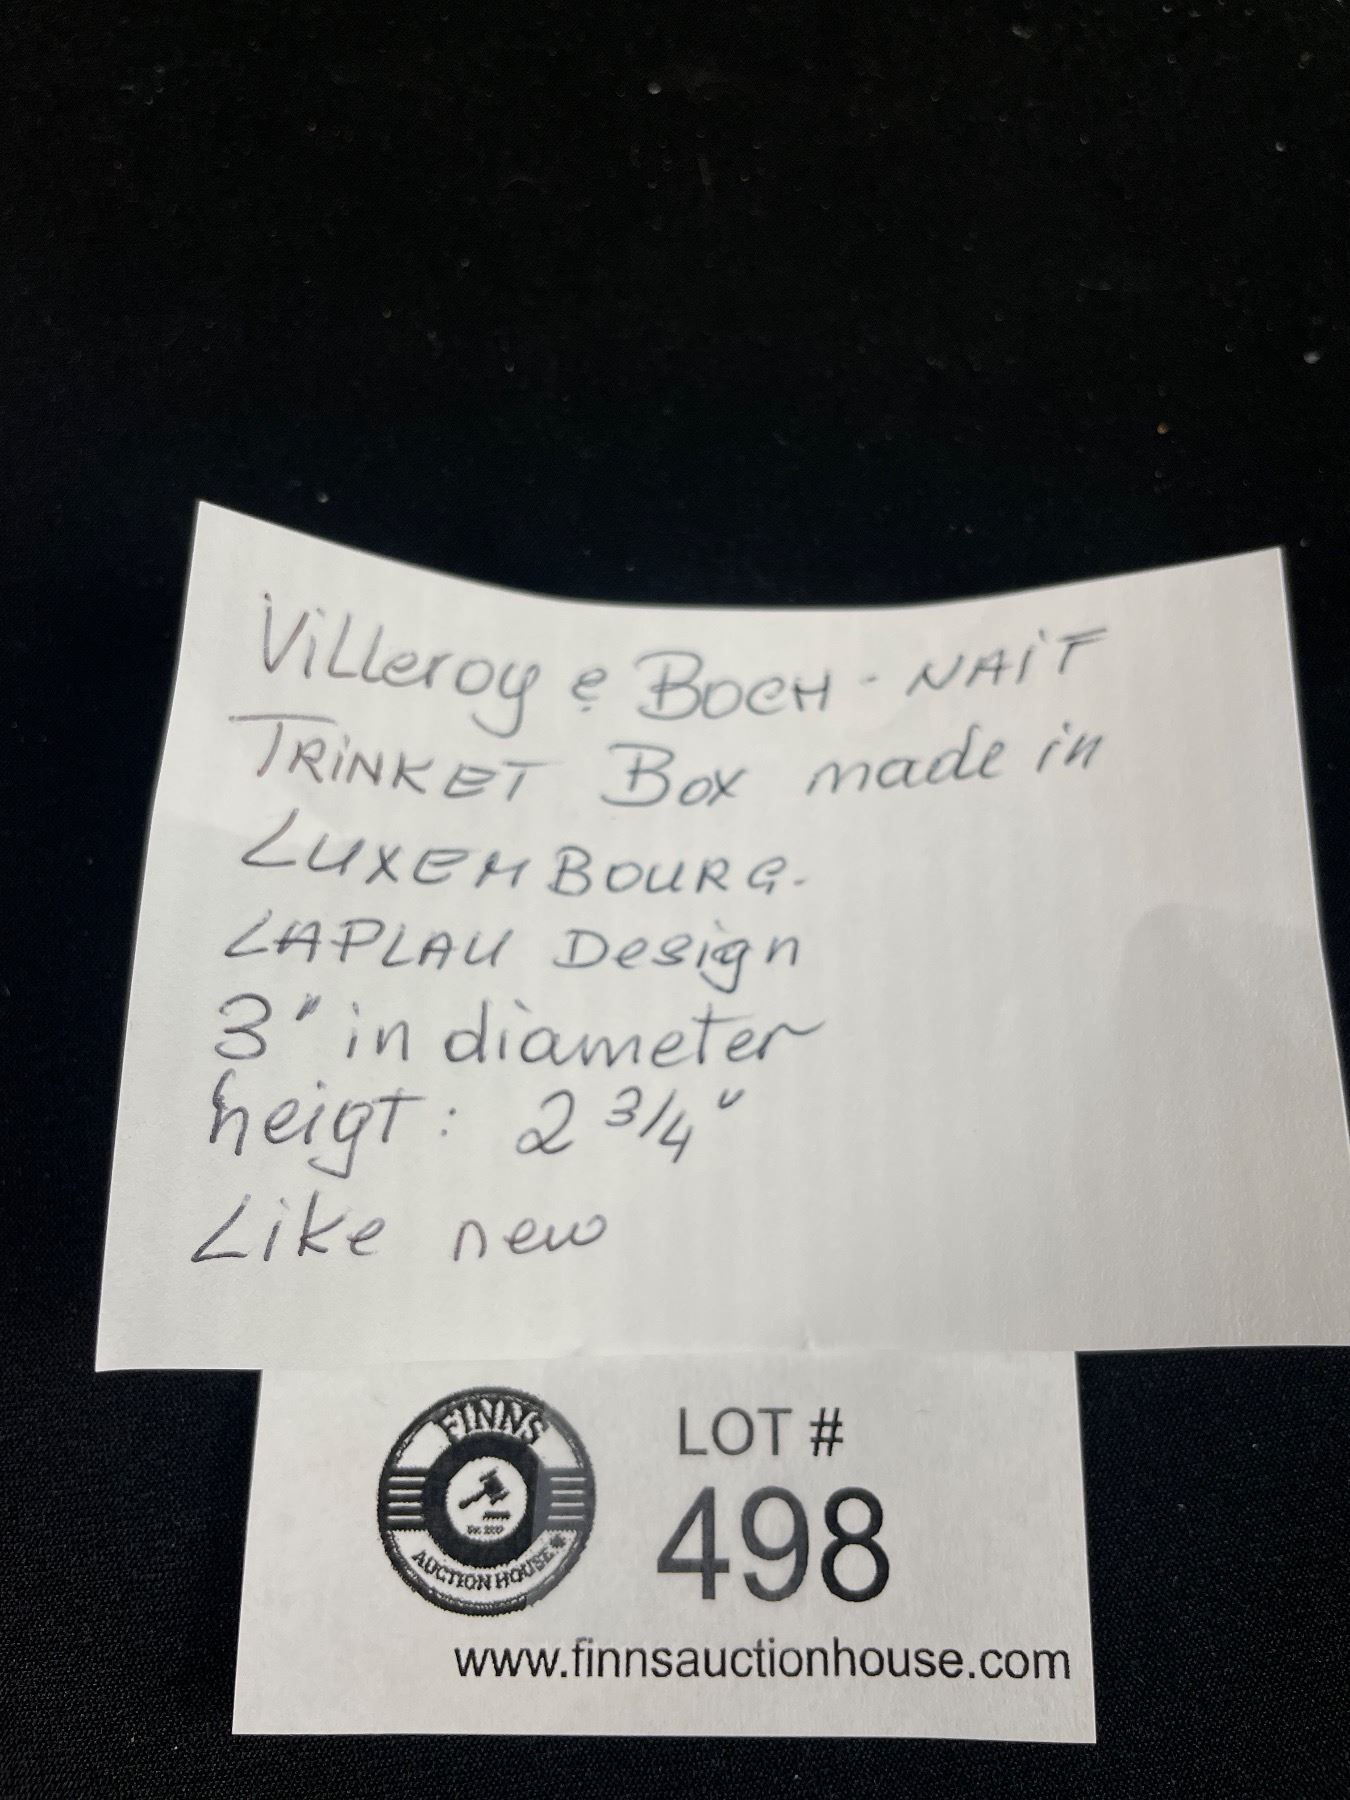 Villeroy e BOCH - NAiF
TRiNKET Box made in
LUXEMBOURG.
LAPLAU Design
3" in diameter
heigt: 2 3/4"
Like new
FINNS
AUCTION HOUSE
LOT #
498
www.finnsauctionhouse.com